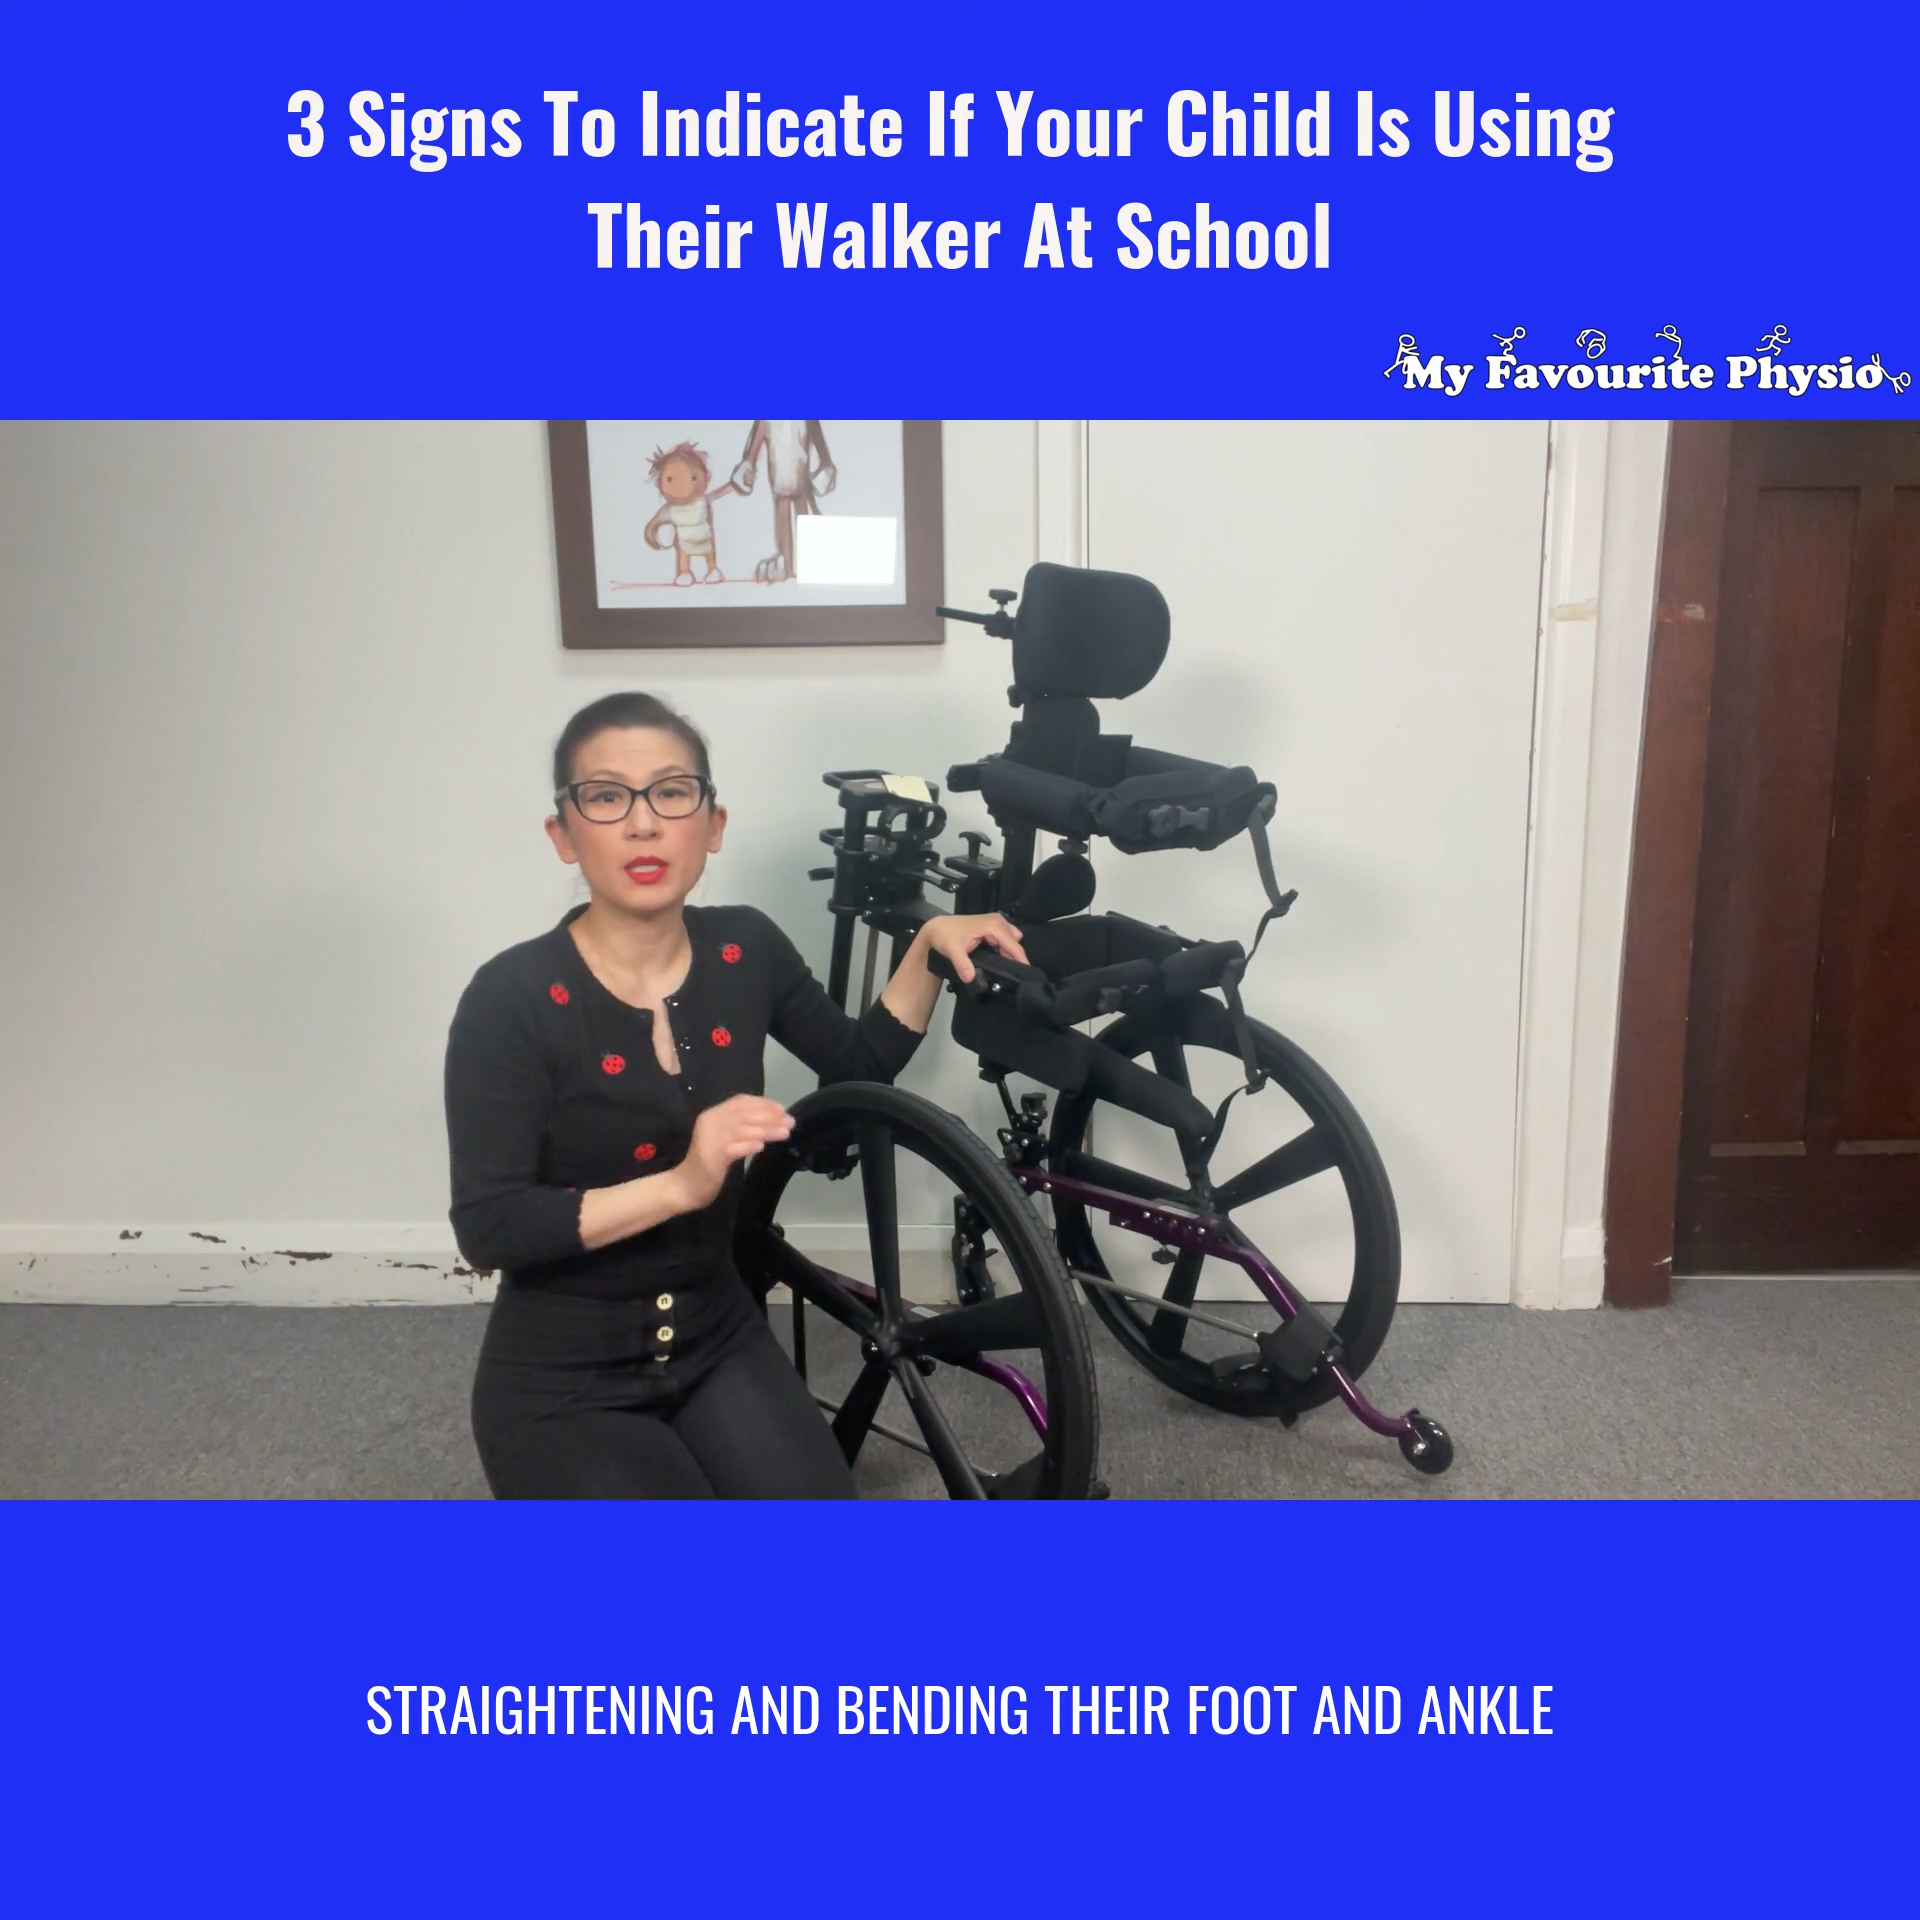 3 Signs To Indicate If Your Child Is Using
Their Walker At School
My Favourite Physio
STRAIGHTENING AND BENDING THEIR FOOT AND ANKLE